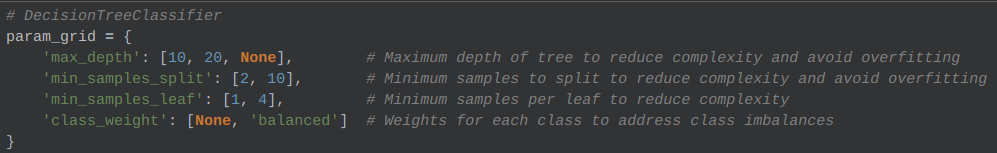 # DecisionTreeClassifier
param_grid = {
    'max_depth': [10, 20, None],        # Maximum depth of tree to reduce complexity and avoid overfitting
    'min_samples_split': [2, 10],       # Minimum samples to split to reduce complexity and avoid overfitting
    'min_samples_leaf': [1, 4],         # Minimum samples per leaf to reduce complexity
    'class_weight': [None, 'balanced']  # Weights for each class to address class imbalances
}